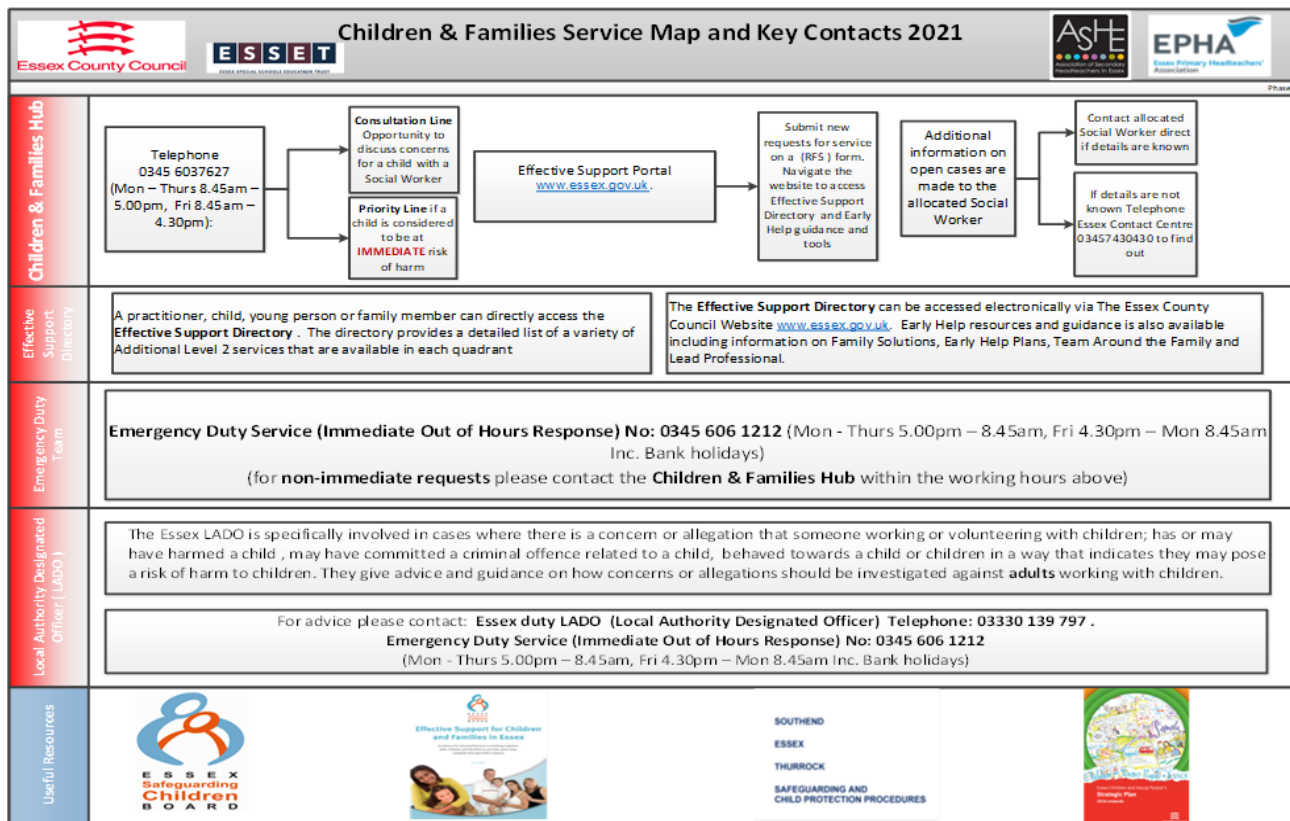 Children & Families Service Map and Key Contacts 2021
Essex County Council
ESSET
ESSEX SPECIAL SCHOOLS EDUCATION TRUST
ASHE
Association of Secondary
Headteachers in Essex
EPHA
Essex Primary Headteachers'
Association
Phase
Children & Families Hub
Telephone
0345 6037627
(Mon – Thurs 8.45am –
5.00pm, Fri 8.45am –
4.30pm):
Consultation Line
Opportunity to
discuss concerns
for a child with a
Social Worker
Priority Line if a
child is considered
to be at
IMMEDIATE risk
of harm
Effective Support Portal
www.essex.gov.uk .
Submit new
requests for service
on a (RFS ) form.
Navigate the
website to access
Effective Support
Directory and Early
Help guidance and
tools
Additional
information on
open cases are
made to the
allocated Social
Worker
Contact allocated
Social Worker direct
if details are known
If details are not
known Telephone
Essex Contact Centre
03457430430 to find
out
Effective
Support
Directory
A practitioner, child, young person or family member can directly access the
Effective Support Directory . The directory provides a detailed list of a variety of
Additional Level 2 services that are available in each quadrant
The Effective Support Directory can be accessed electronically via The Essex County
Council Website www.essex.gov.uk. Early Help resources and guidance is also available
including information on Family Solutions, Early Help Plans, Team Around the Family and
Lead Professional.
Emergency Duty
Team
Emergency Duty Service (Immediate Out of Hours Response) No: 0345 606 1212 (Mon - Thurs 5.00pm – 8.45am, Fri 4.30pm – Mon 8.45am
Inc. Bank holidays)
(for non-immediate requests please contact the Children & Families Hub within the working hours above)
Local Authority Designated
Officer ( LADO )
The Essex LADO is specifically involved in cases where there is a concern or allegation that someone working or volunteering with children; has or may
have harmed a child , may have committed a criminal offence related to a child, behaved towards a child or children in a way that indicates they may pose
a risk of harm to children. They give advice and guidance on how concerns or allegations should be investigated against adults working with children.
For advice please contact: Essex duty LADO (Local Authority Designated Officer) Telephone: 03330 139 797 .
Emergency Duty Service (Immediate Out of Hours Response) No: 0345 606 1212
(Mon - Thurs 5.00pm – 8.45am, Fri 4.30pm – Mon 8.45am Inc. Bank holidays)
Useful Resources
ESSEX
Safeguarding
Children
BOARD
Effective Support for Children
and Families in Essex
SOUTHEND
ESSEX
THURROCK
SAFEGUARDING AND
CHILD PROTECTION PROCEDURES
Essex Children and Young People's
Strategic Plan